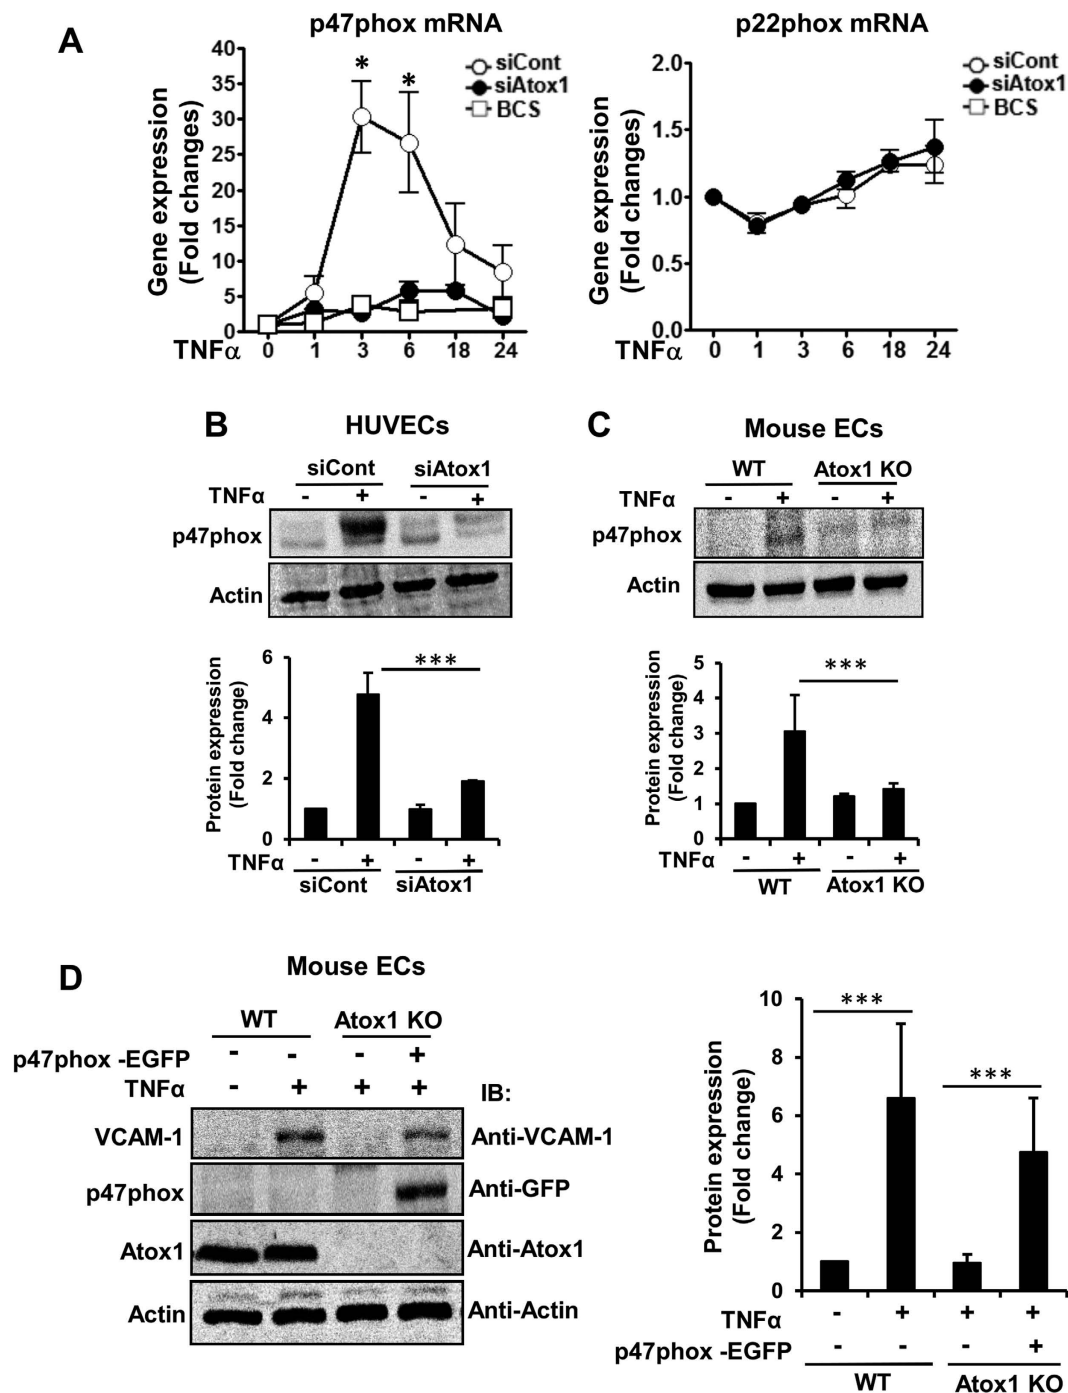 A
p47phox mRNA
p22phox mRNA
Gene expression
(Fold changes)
40
35
30
25
20
15
10
5
0
* *
siCont
siAtox1
BCS
TNFα 0 1 3 6 18 24
Gene expression
(Fold changes)
2.0
1.5
1.0
0.5
0.0
siCont
siAtox1
BCS
TNFα 0 1 3 6 18 24
B
HUVECs
siCont siAtox1
TNFα - + - +
p47phox
Actin
Protein expression
(Fold change)
6
4
2
0
***
TNFα - + - +
siCont siAtox1
C
Mouse ECs
WT Atox1 KO
TNFα - + - +
p47phox
Actin
Protein expression
(Fold change)
5
4
3
2
1
0
***
TNFα - + - +
WT Atox1 KO
D
Mouse ECs
WT Atox1 KO
p47phox -EGFP - - - +
TNFα - + + + IB:
VCAM-1 Anti-VCAM-1
p47phox Anti-GFP
Atox1 Anti-Atox1
Actin Anti-Actin
Protein expression
(Fold change)
10
8
6
4
2
0
***
***
TNFα - + + +
p47phox -EGFP - - - +
WT Atox1 KO